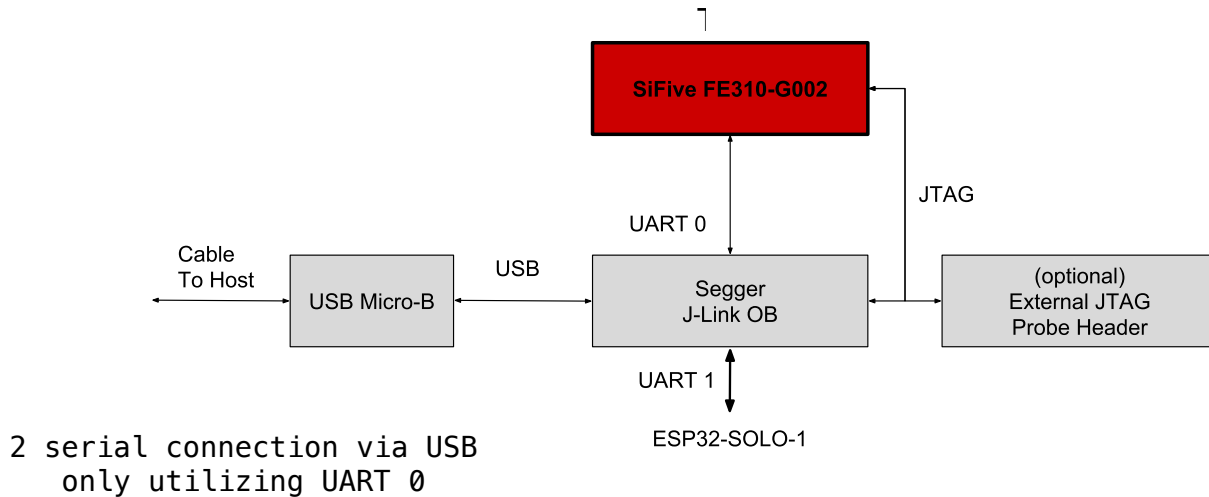 SiFive FE310-G002
JTAG
UART 0
Cable
To Host
USB
USB Micro-B
Segger
J-Link OB
(optional)
External JTAG
Probe Header
UART 1
ESP32-SOLO-1
2 serial connection via USB
only utilizing UART 0